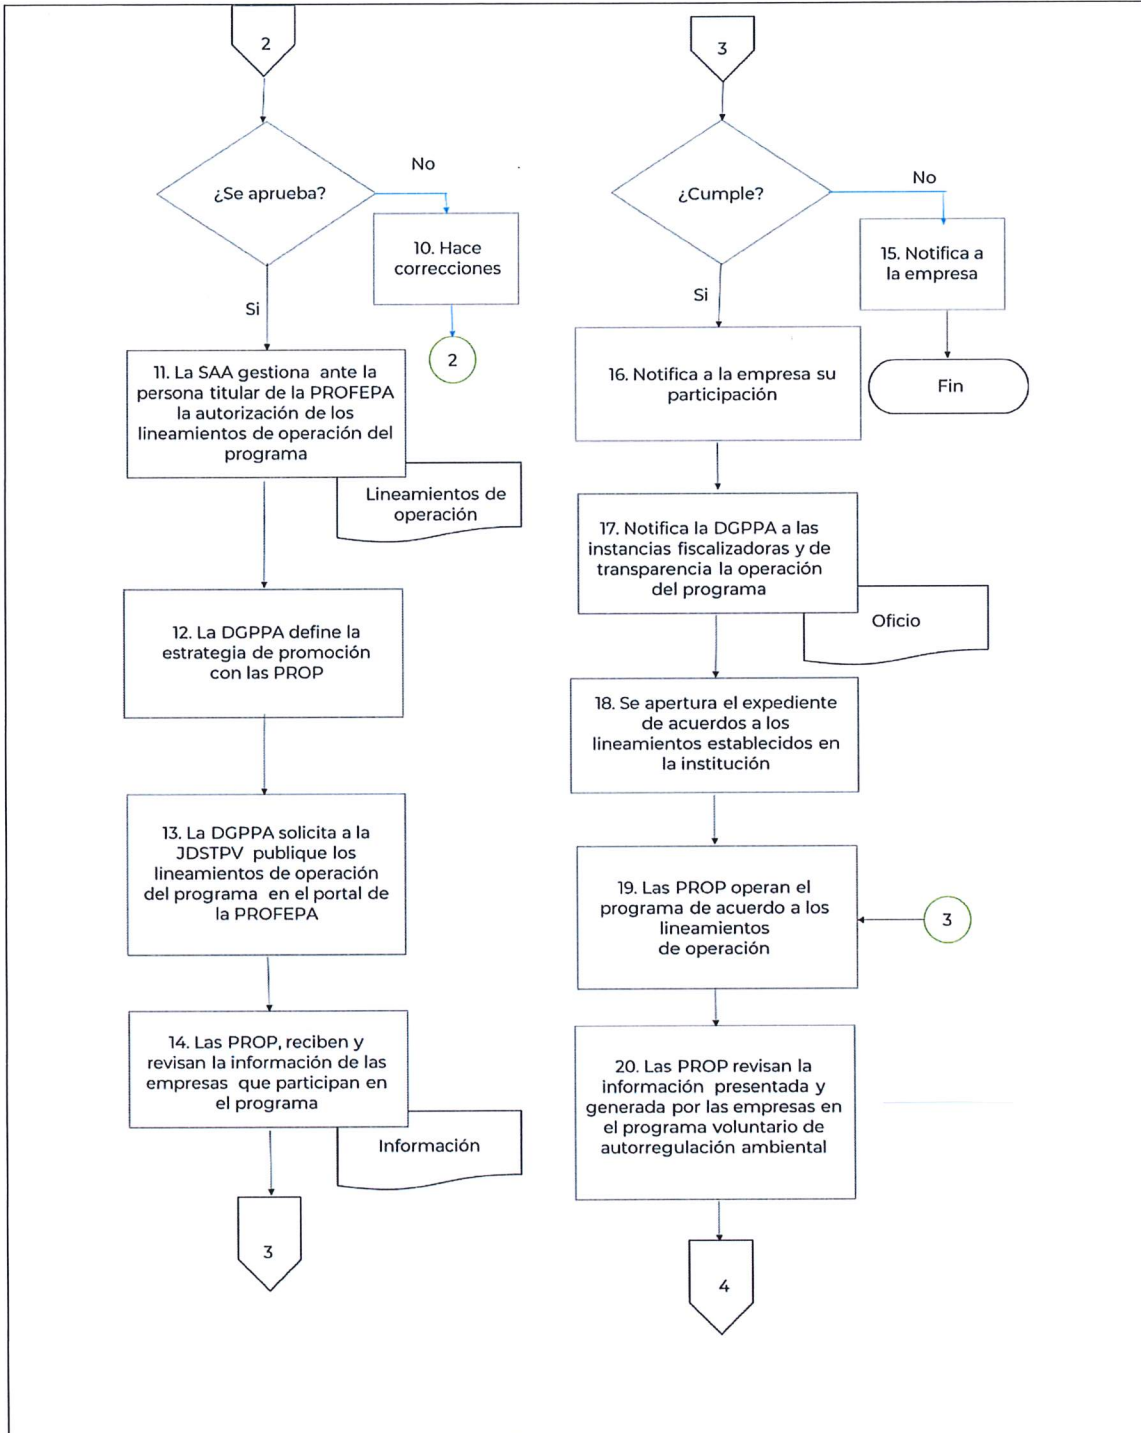 2
¿Se aprueba?
No
10. Hace
correcciones
2
Si
11. La SAA gestiona ante la
persona titular de la PROFEPA
la autorización de los
lineamientos de operación del
programa
Lineamientos de
operación
12. La DGPPA define la
estrategia de promoción
con las PROP
13. La DGPPA solicita a la
JDSTPV publique los
lineamientos de operación
del programa en el portal de
la PROFEPA
14. Las PROP, reciben y
revisan la información de las
empresas que participan en
el programa
Información
3
3
¿Cumple?
No
15. Notifica a
la empresa
Fin
Si
16. Notifica a la empresa su
participación
17. Notifica la DGPPA a las
instancias fiscalizadoras y de
transparencia la operación
del programa
Oficio
18. Se apertura el expediente
de acuerdos a los
lineamientos establecidos en
la institución
19. Las PROP operan el
programa de acuerdo a los
lineamientos
de operación
3
20. Las PROP revisan la
información presentada y
generada por las empresas en
el programa voluntario de
autorregulación ambiental
4